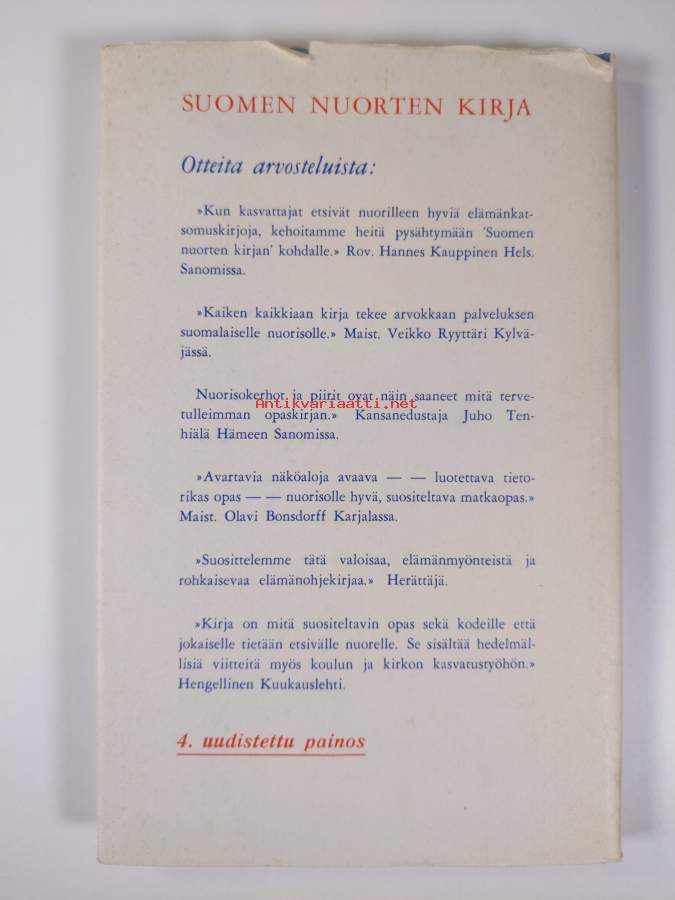 SUOMEN NUORTEN KIRJA
Otteita arvosteluista:
»Kun kasvattajat etsivät nuorilleen hyviä elämänkat-
somuskirjoja, kehoitamme heitä pysähtymään 'Suomen
nuorten kirjan' kohdalle.» Rov. Hannes Kauppinen Hels.
Sanomissa.
»Kaiken kaikkiaan kirja tekee arvokkaan palveluksen
suomalaiselle nuorisolle.» Maist. Veikko Ryyttäri Kylvä-
jässä.
Nuorisokerhot ja piirit ovat näin saaneet mitä terve-
Antikvariaatti.net
tulleimman opaskirjan.» Kansanedustaja Juho Ten-
hiälä Hämeen Sanomissa.
»Avartavia näköaloja avaava — — luotettava tieto-
rikas opas — — nuorisolle hyvä, suositeltava matkaopas.»
Maist. Olavi Bonsdorff Karjalassa.
»Suosittelemme tätä valoisaa, elämänmyönteistä ja
rohkaisevaa elämänohjekirjaa.» Herättäjä.
»Kirja on mitä suositeltavin opas sekä kodeille että
jokaiselle tietään etsivälle nuorelle. Se sisältää hedelmäl-
lisiä viitteitä myös koulun ja kirkon kasvatustyöhön.»
Hengellinen Kuukauslehti.
4. uudistettu painos